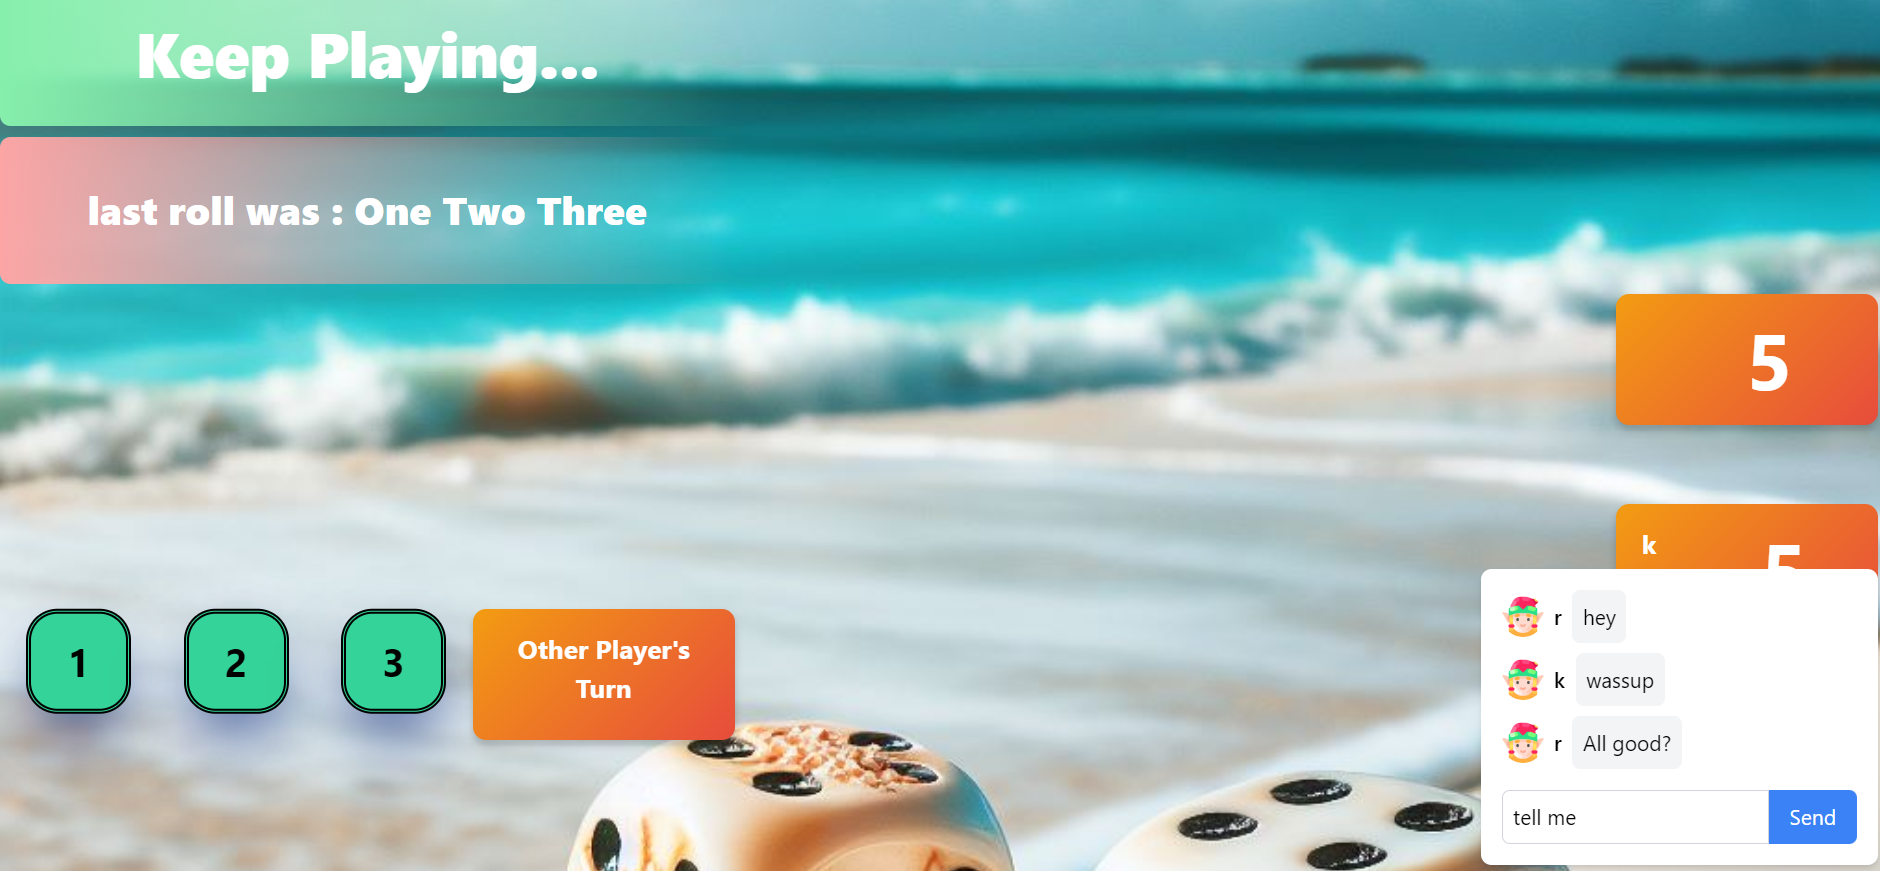 Keep Playing...
last roll was : One Two Three
5
k
5
1
2
3
Other Player's
Turn
r hey
k wassup
r All good?
tell me
Send